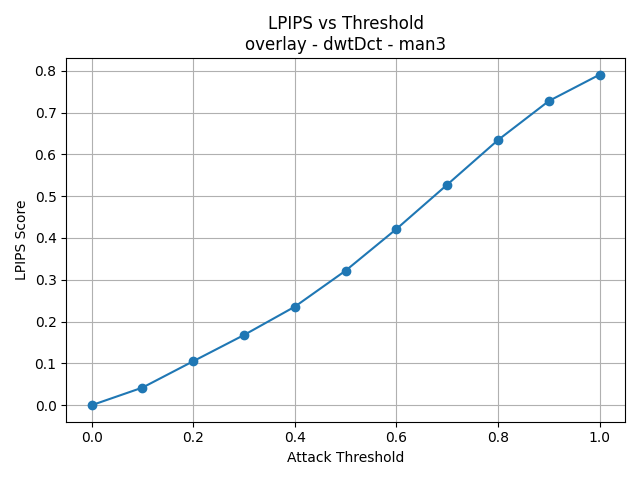 LPIPS vs Threshold
overlay - dwtDct - man3
LPIPS Score
0.8
0.7
0.6
0.5
0.4
0.3
0.2
0.1
0.0
0.0 0.2 0.4 0.6 0.8 1.0
Attack Threshold